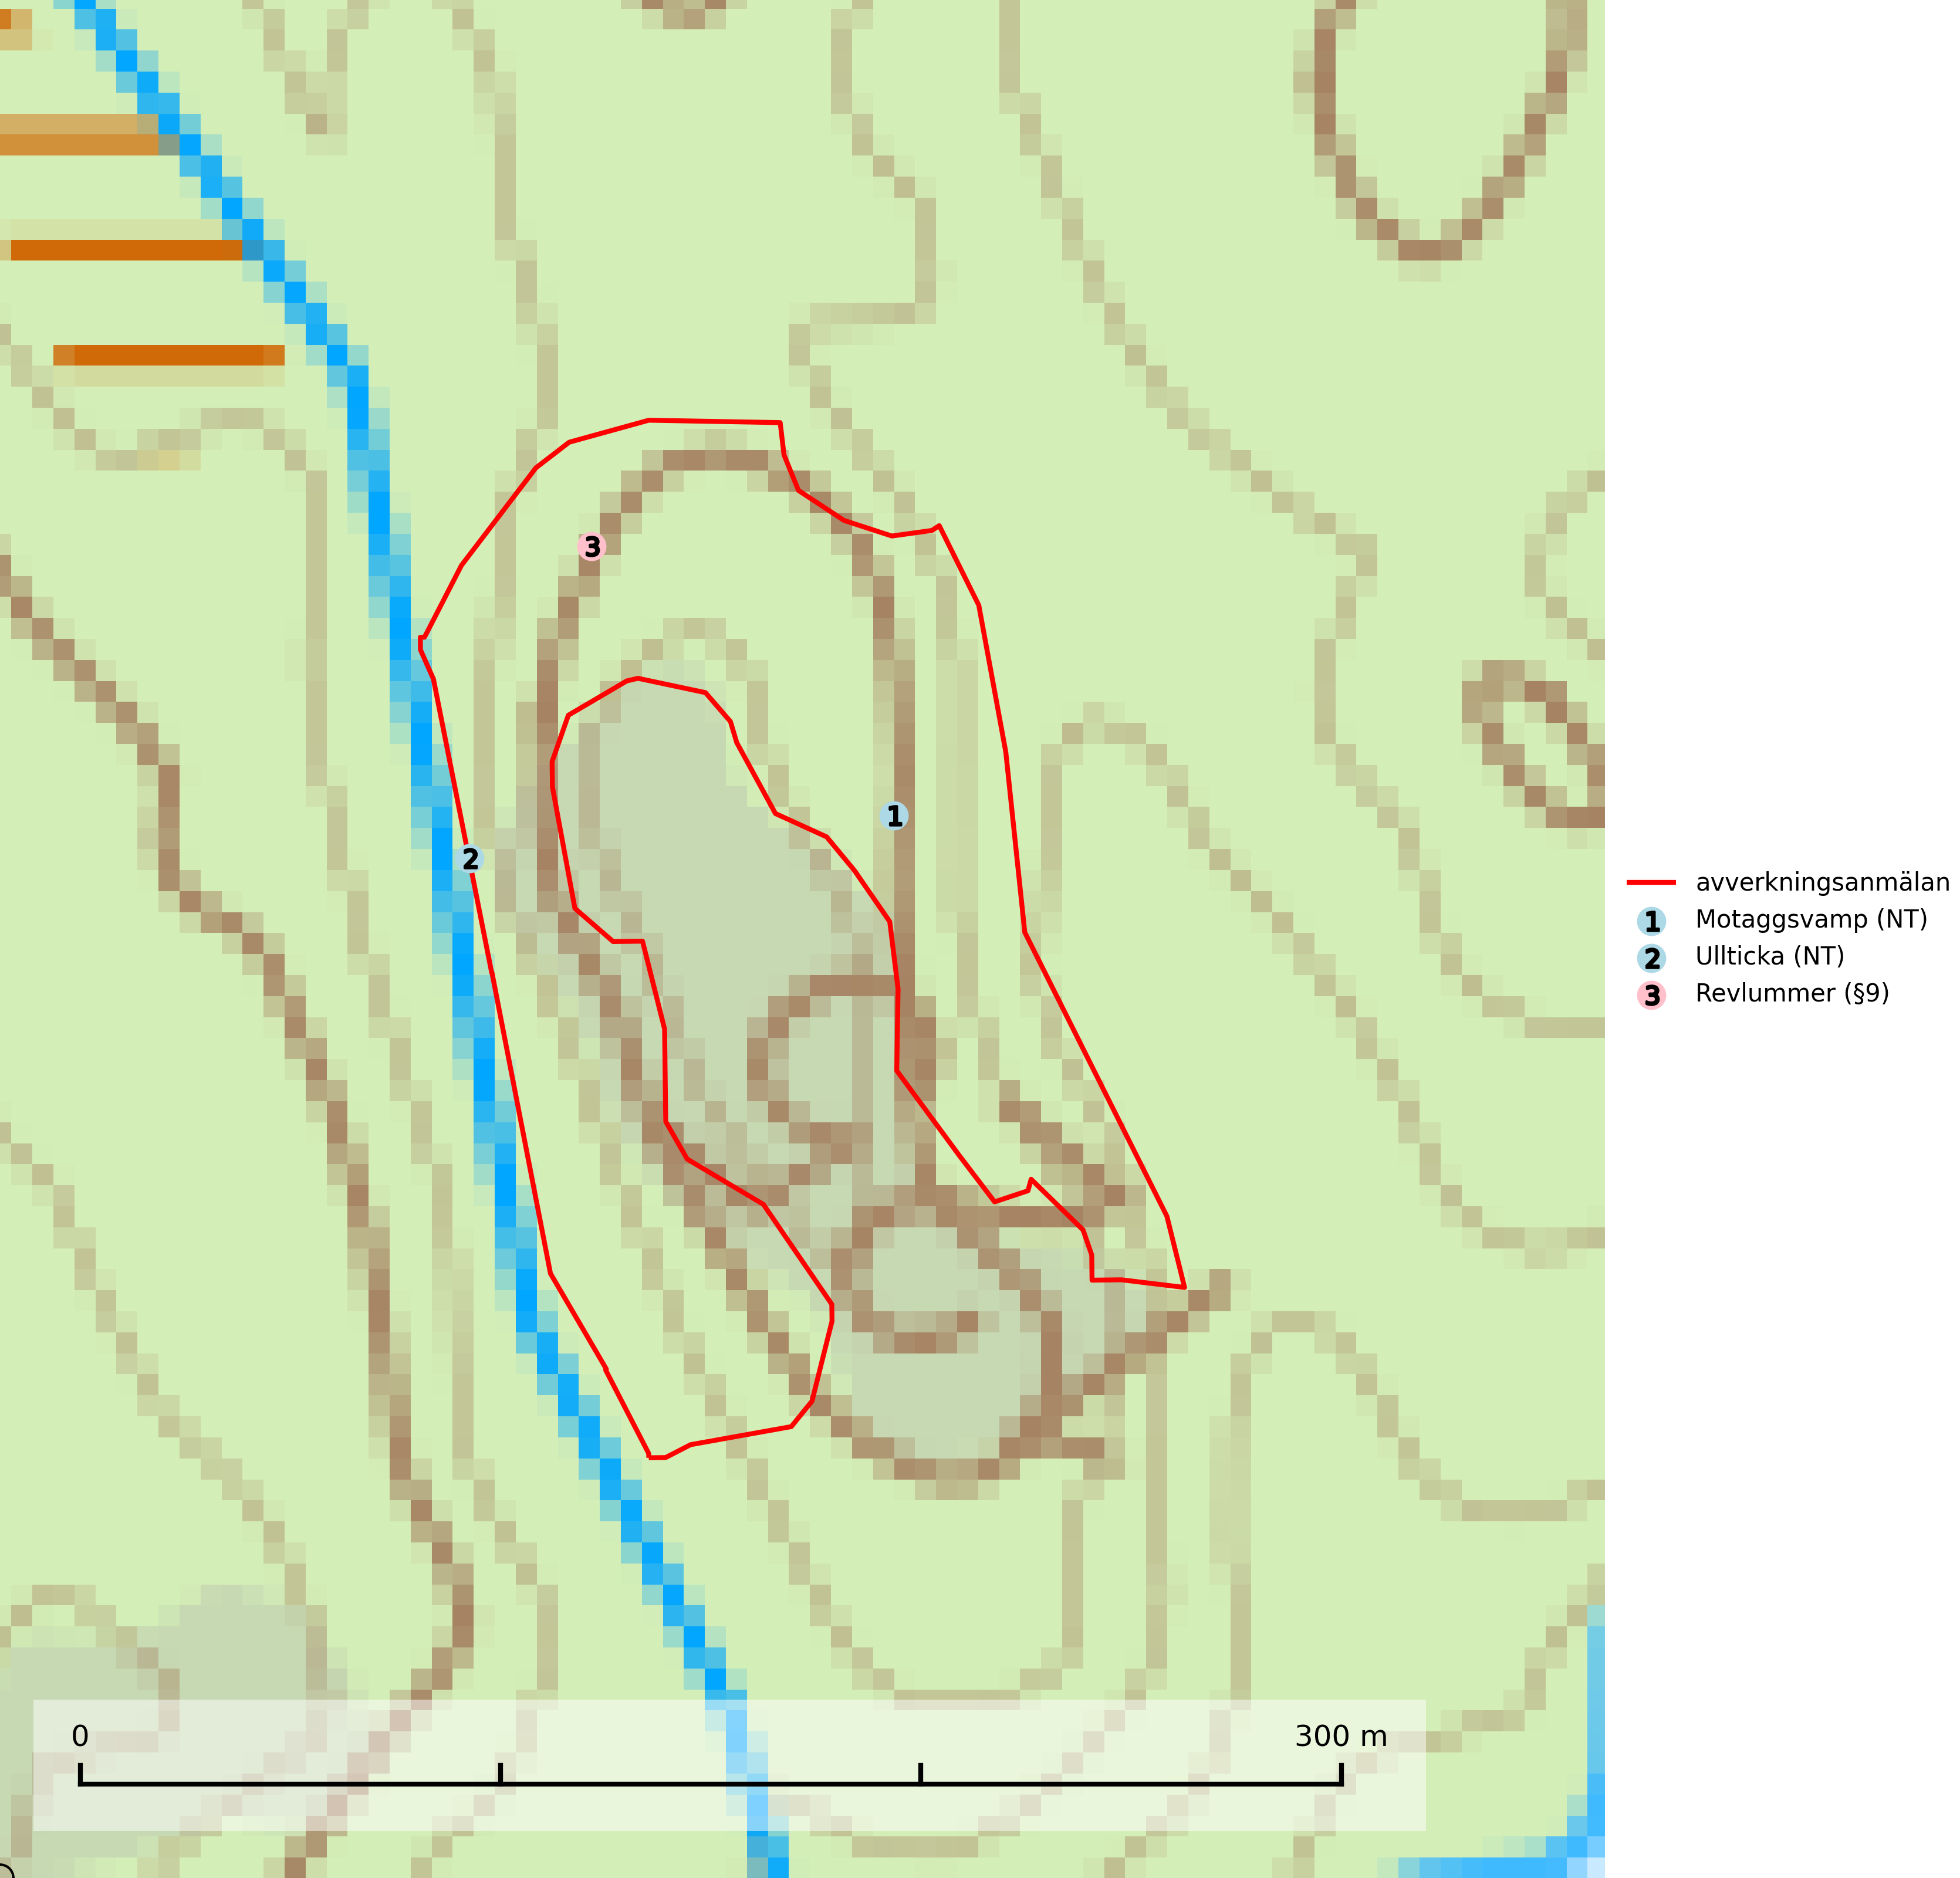 3
1
2
avverkningsanmälan
1 Motaggsvamp (NT)
2 Ullticka (NT)
3 Revlummer (§9)
0 300 m